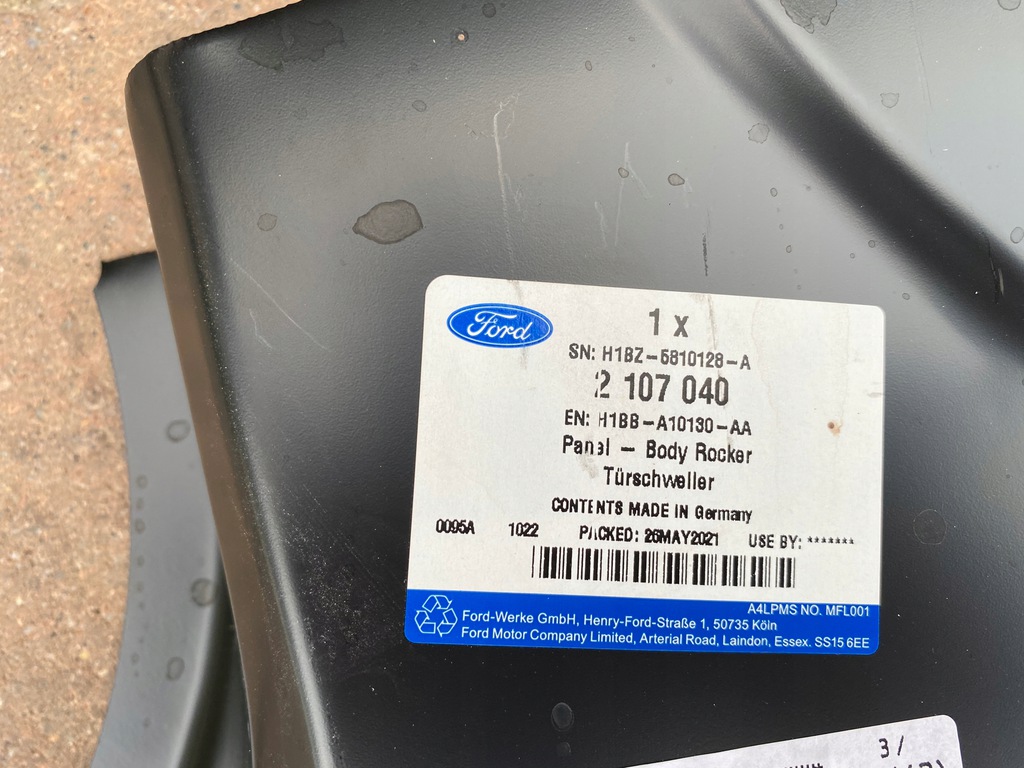 Ford
1 x
SN: H1BZ-5810128-A
2 107 040
EN: H1BB-A10130-AA
Panel - Body Rocker
Türschweller
CONTENTS MADE IN Germany
0095A 1022 PACKED: 26MAY2021 USE BY: *******
A4LPMS NO. MFL001
Ford-Werke GmbH, Henry-Ford-Straße 1, 50735 Köln
Ford Motor Company Limited, Arterial Road, Laindon, Essex. SS15 6EE
3/